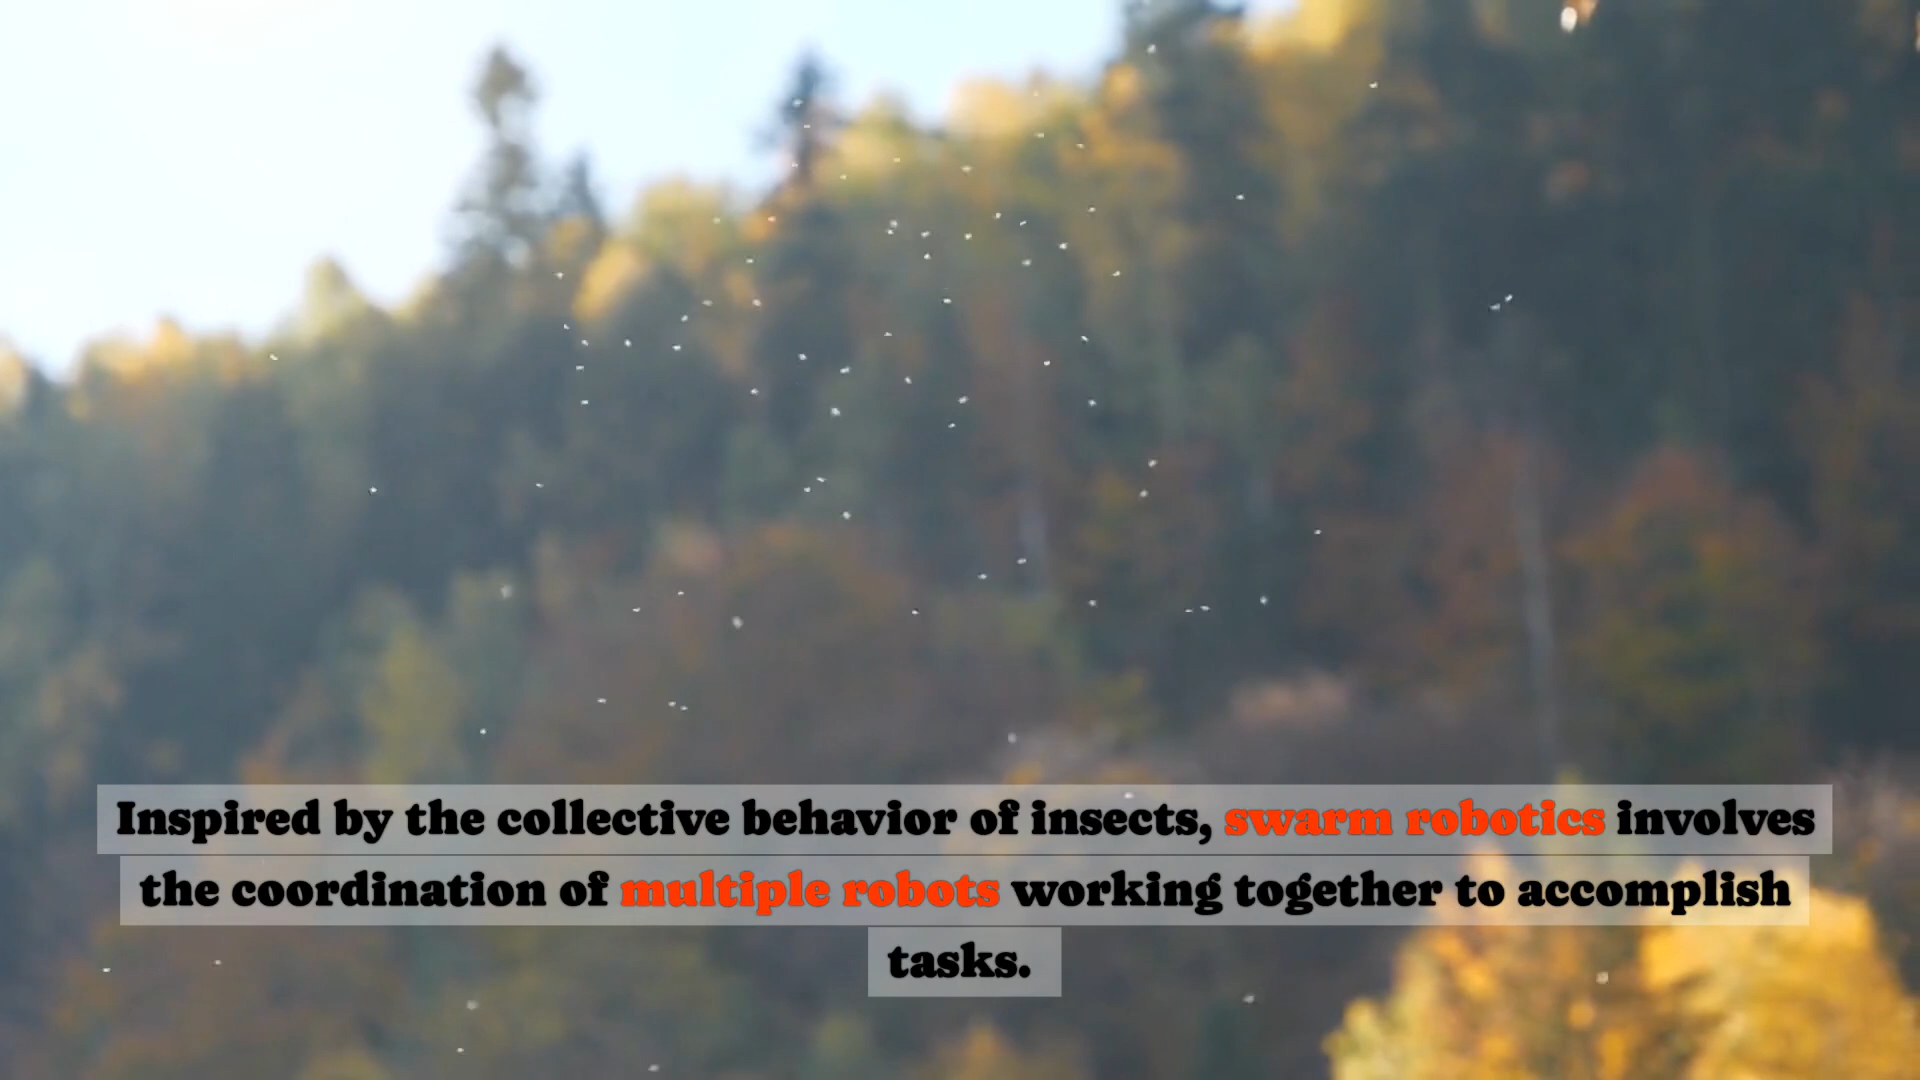 Inspired by the collective behavior of insects, swarm robotics involves
the coordination of multiple robots working together to accomplish
tasks.